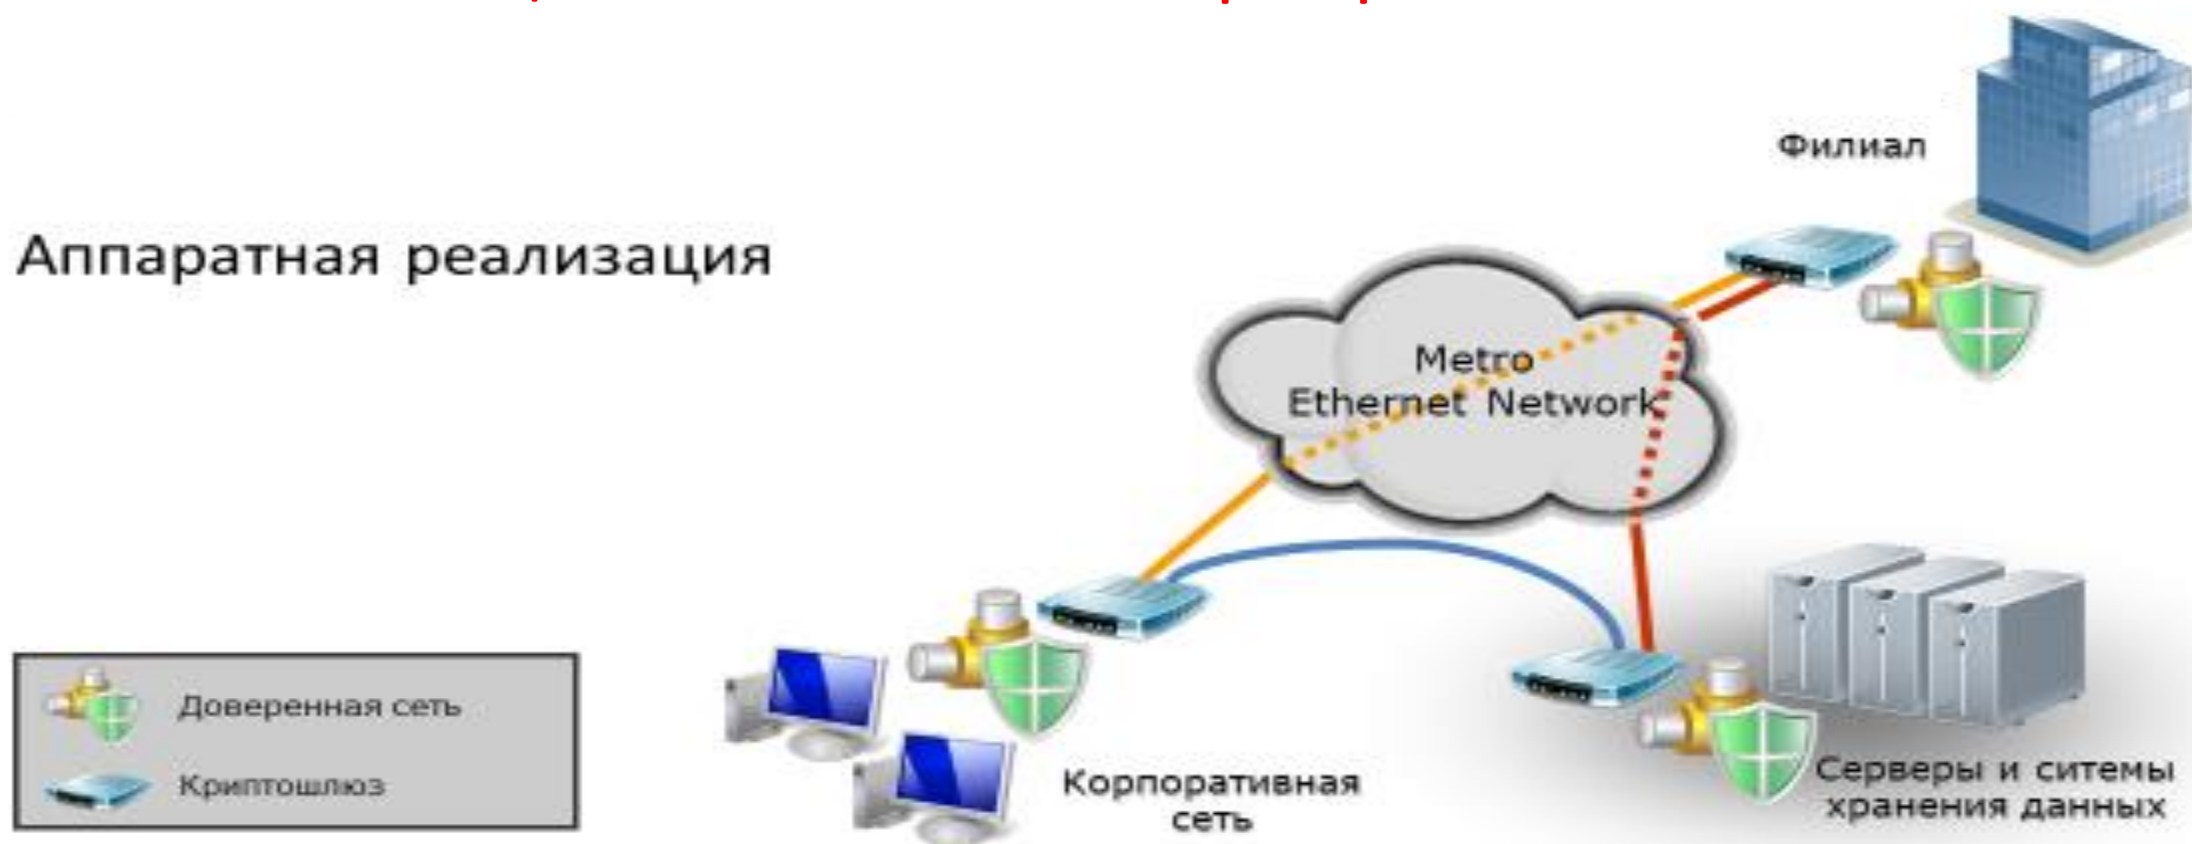 Филиал
Аппаратная реализация
Metro
Ethernet Network
Доверенная сеть
Криптошлюз
Корпоративная
сеть
Серверы и ситемы
хранения данных